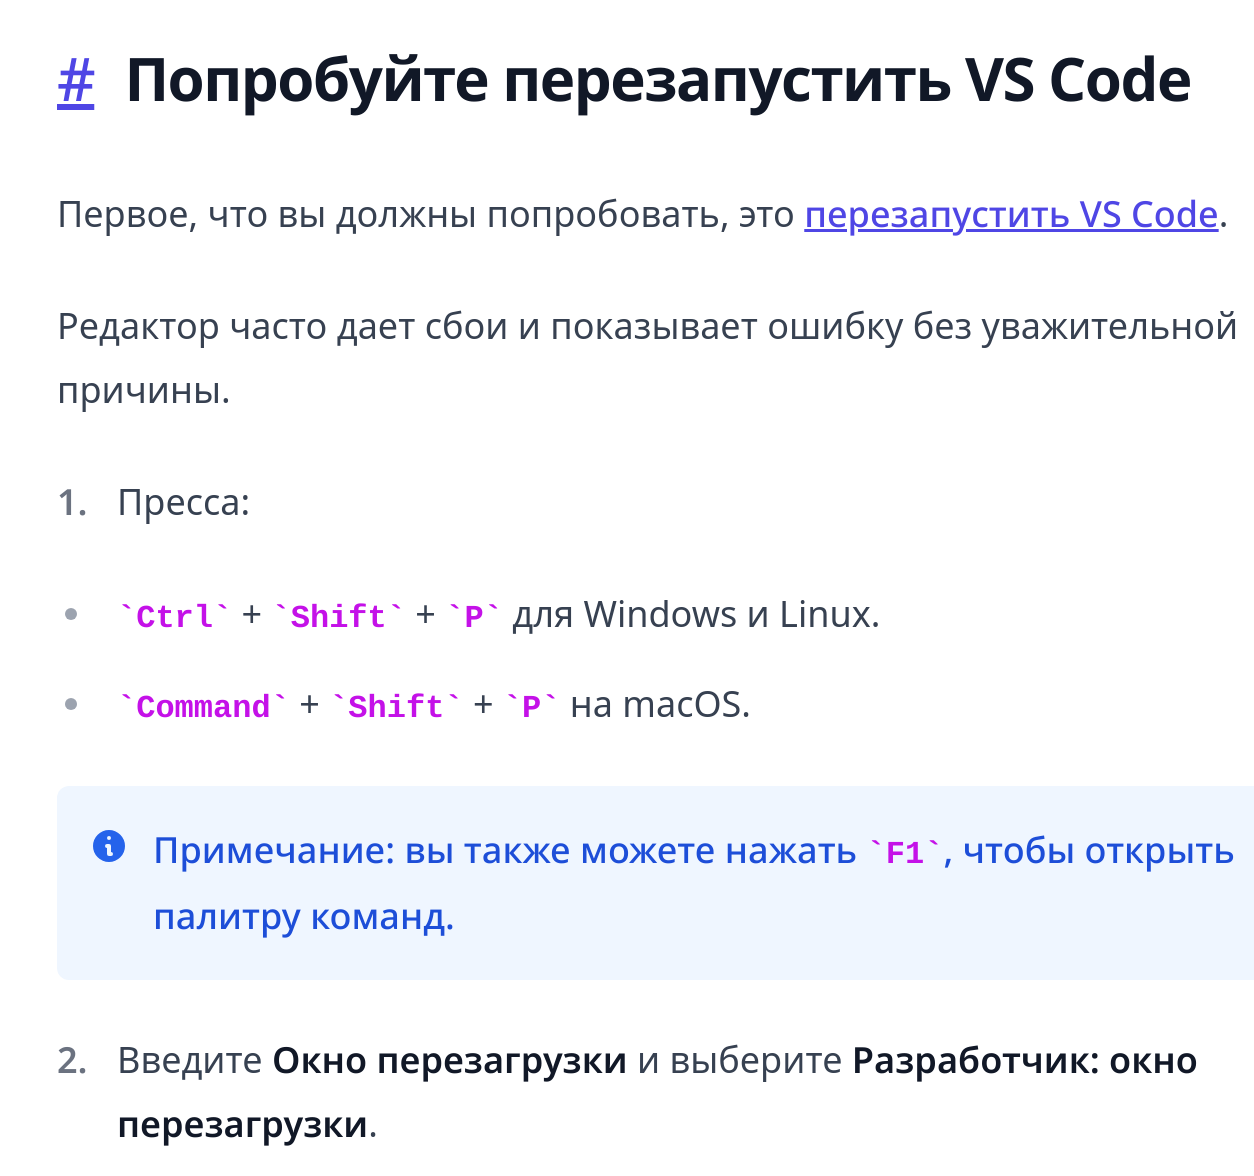 # Попробуйте перезапустить VS Code
Первое, что вы должны попробовать, это перезапустить VS Code.
Редактор часто дает сбои и показывает ошибку без уважительной
причины.
1. Пресса:
• `Ctrl` + `Shift` + `P` для Windows и Linux.
• `Command` + `Shift` + `P` на macOS.
Примечание: вы также можете нажать `F1`, чтобы открыть
палитру команд.
2. Введите Окно перезагрузки и выберите Разработчик: окно
перезагрузки.